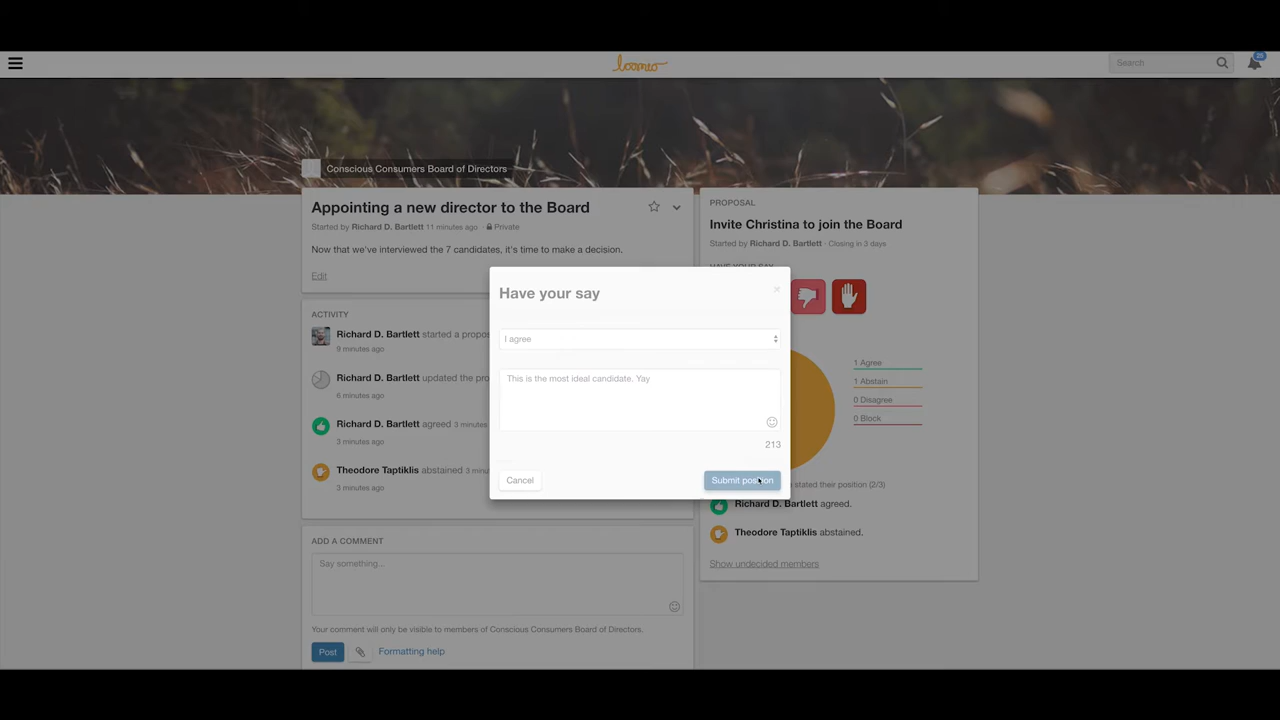 loomio
Search
25
Conscious Consumers Board of Directors
Appointing a new director to the Board
Started by Richard D. Bartlett 11 minutes ago · Private
Now that we've interviewed the 7 candidates, it's time to make a decision.
Edit
ACTIVITY
Richard D. Bartlett started a propos
9 minutes ago
Richard D. Bartlett updated the pro
6 minutes ago
Richard D. Bartlett agreed 3 minutes
3 minutes ago
Theodore Taptiklis abstained 3 minu
3 minutes ago
ADD A COMMENT
Say something...
Your comment will only be visible to members of Conscious Consumers Board of Directors.
Post
Formatting help
Have your say
×
I agree
This is the most ideal candidate. Yay
213
Cancel
Submit position
PROPOSAL
Invite Christina to join the Board
Started by Richard D. Bartlett · Closing in 3 days
HAVE YOUR SAY
1 Agree
1 Abstain
0 Disagree
0 Block
stated their position (2/3)
Richard D. Bartlett agreed.
Theodore Taptiklis abstained.
Show undecided members